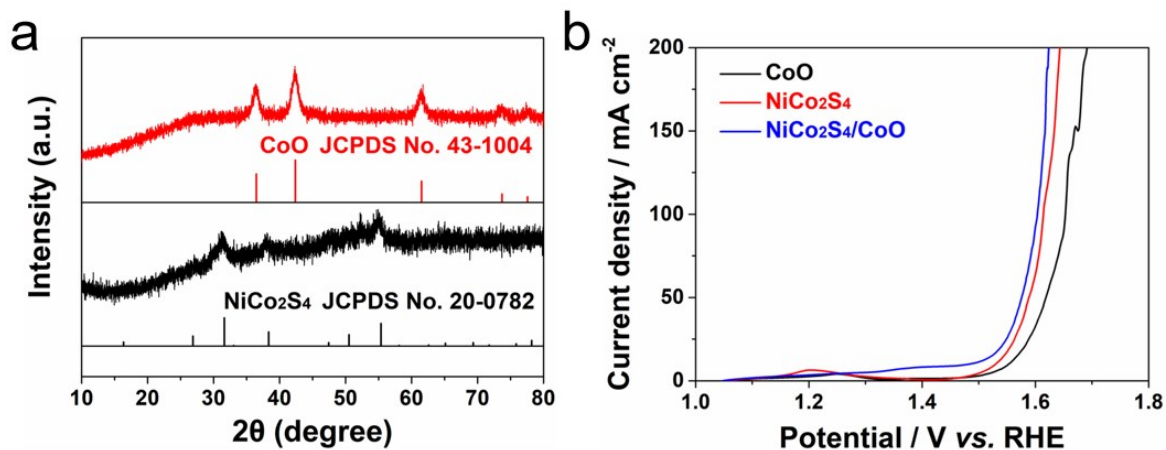 a
Intensity (a.u.)
CoO JCPDS No. 43-1004
NiCo₂S₄ JCPDS No. 20-0782
10 20 30 40 50 60 70 80
2θ (degree)
b
Current density / mA cm⁻²
200
150
100
50
0
CoO
NiCo₂S₄
NiCo₂S₄/CoO
1.0 1.2 1.4 1.6 1.8
Potential / V vs. RHE